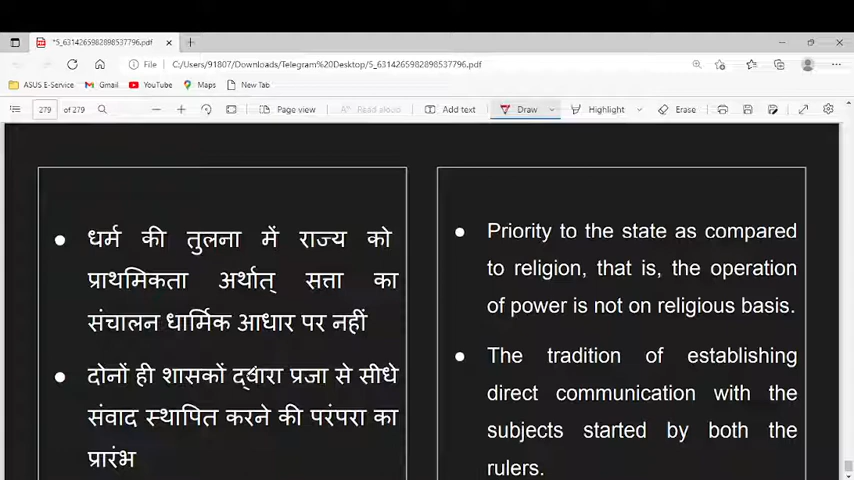 *5_6314265982898537796.pdf
File C:/Users/91807/Downloads/Telegram%20Desktop/5_6314265982898537796.pdf
ASUS E-Service Gmail YouTube Maps New Tab
279 of 279 Page view Read aloud Add text Draw Highlight Erase
धर्म की तुलना में राज्य को
प्राथमिकता अर्थात् सत्ता का
संचालन धार्मिक आधार पर नहीं
दोनों ही शासकों द्वारा प्रजा से सीधे
संवाद स्थापित करने की परंपरा का
प्रारंभ
Priority to the state as compared
to religion, that is, the operation
of power is not on religious basis.
The tradition of establishing
direct communication with the
subjects started by both the
rulers.